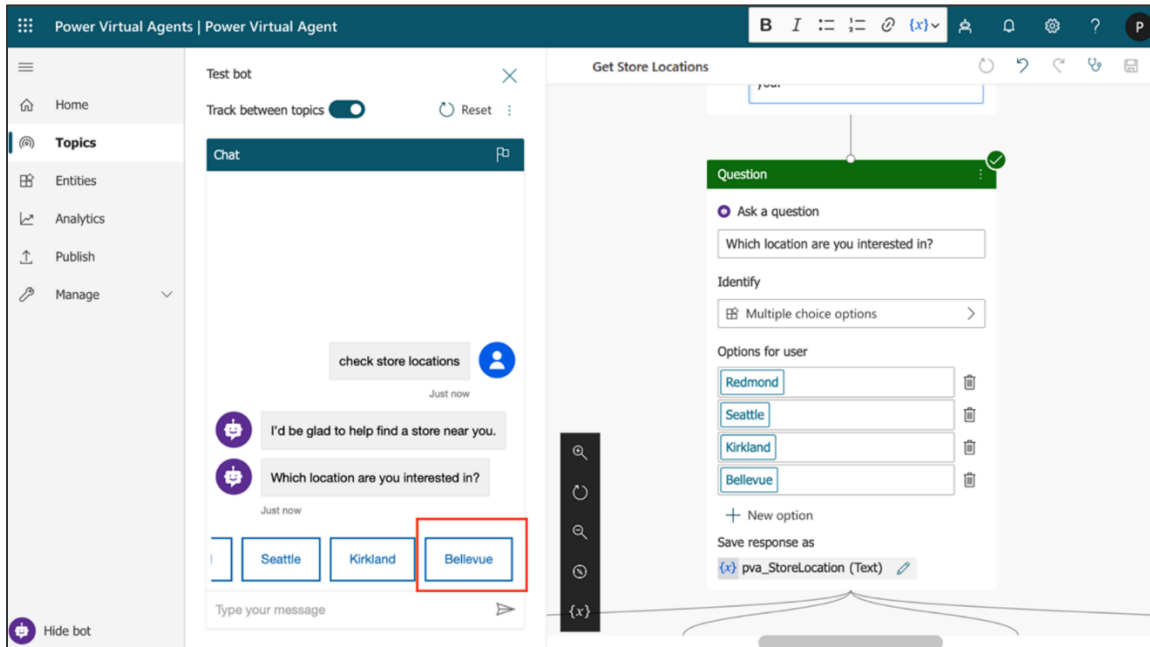 Power Virtual Agents | Power Virtual Agent
B I {x} ? P
Home
Topics
Entities
Analytics
Publish
Manage
Hide bot
Test bot
Track between topics
Reset
Chat
check store locations
Just now
I'd be glad to help find a store near you.
Which location are you interested in?
Just now
Seattle
Kirkland
Bellevue
Type your message
Get Store Locations
you.
Question
Ask a question
Which location are you interested in?
Identify
Multiple choice options
Options for user
Redmond
Seattle
Kirkland
Bellevue
New option
Save response as
{x} pva_StoreLocation (Text)
{x}